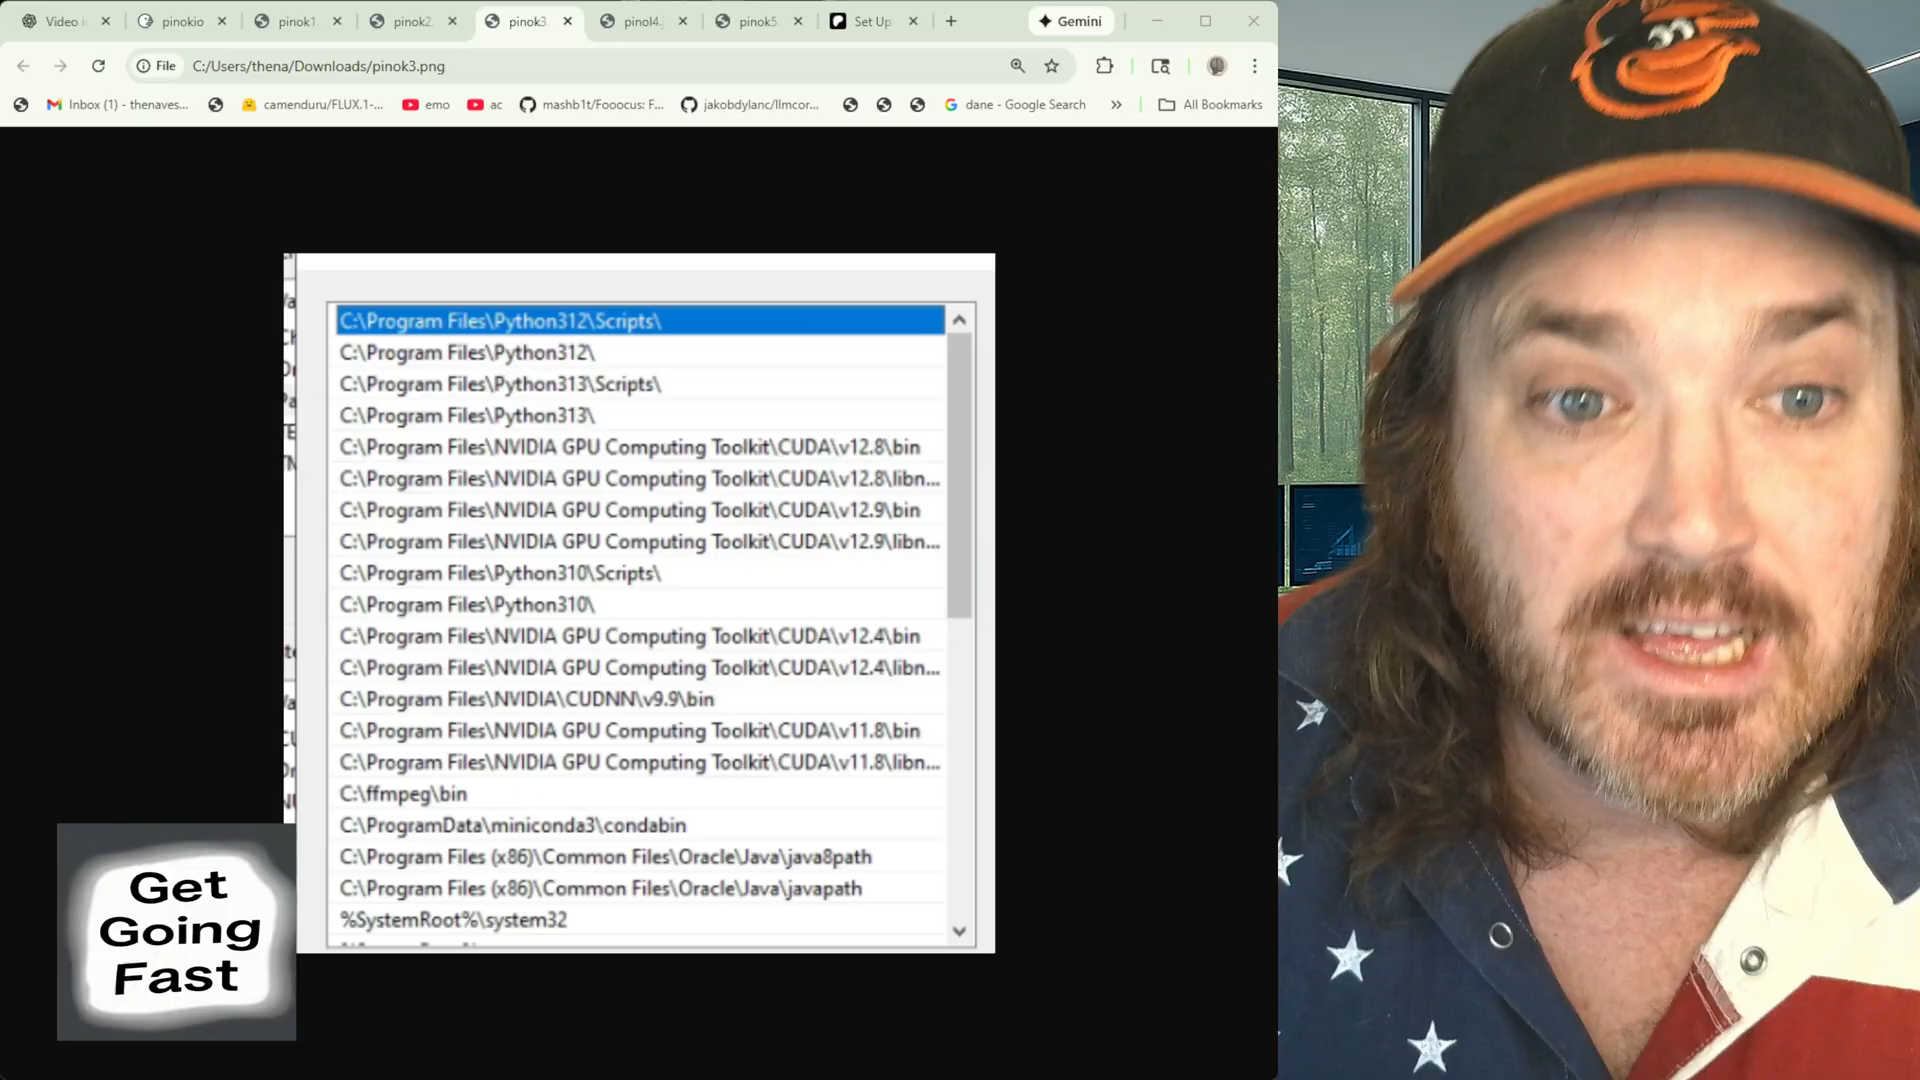 Video i
pinokio
pinok1
pinok2
pinok3.
pinol4.j
pinok5
Set Up
Gemini
File
C:/Users/thena/Downloads/pinok3.png
Inbox (1) - thenaves...
camenduru/FLUX.1-...
emo
ac
mashb1t/Fooocus: F...
jakobdylanc/llmcor...
dane - Google Search
All Bookmarks
C:\Program Files\Python312\Scripts\
C:\Program Files\Python312\
C:\Program Files\Python313\Scripts\
C:\Program Files\Python313\
C:\Program Files\NVIDIA GPU Computing Toolkit\CUDA\v12.8\bin
C:\Program Files\NVIDIA GPU Computing Toolkit\CUDA\v12.8\libn...
C:\Program Files\NVIDIA GPU Computing Toolkit\CUDA\v12.9\bin
C:\Program Files\NVIDIA GPU Computing Toolkit\CUDA\v12.9\libn...
C:\Program Files\Python310\Scripts\
C:\Program Files\Python310\
C:\Program Files\NVIDIA GPU Computing Toolkit\CUDA\v12.4\bin
C:\Program Files\NVIDIA GPU Computing Toolkit\CUDA\v12.4\libn...
C:\Program Files\NVIDIA\CUDNN\v9.9\bin
C:\Program Files\NVIDIA GPU Computing Toolkit\CUDA\v11.8\bin
C:\Program Files\NVIDIA GPU Computing Toolkit\CUDA\v11.8\libn...
C:\ffmpeg\bin
C:\ProgramData\miniconda3\condabin
C:\Program Files (x86)\Common Files\Oracle\Java\java8path
C:\Program Files (x86)\Common Files\Oracle\Java\javapath
%SystemRoot%\system32
Get
Going
Fast